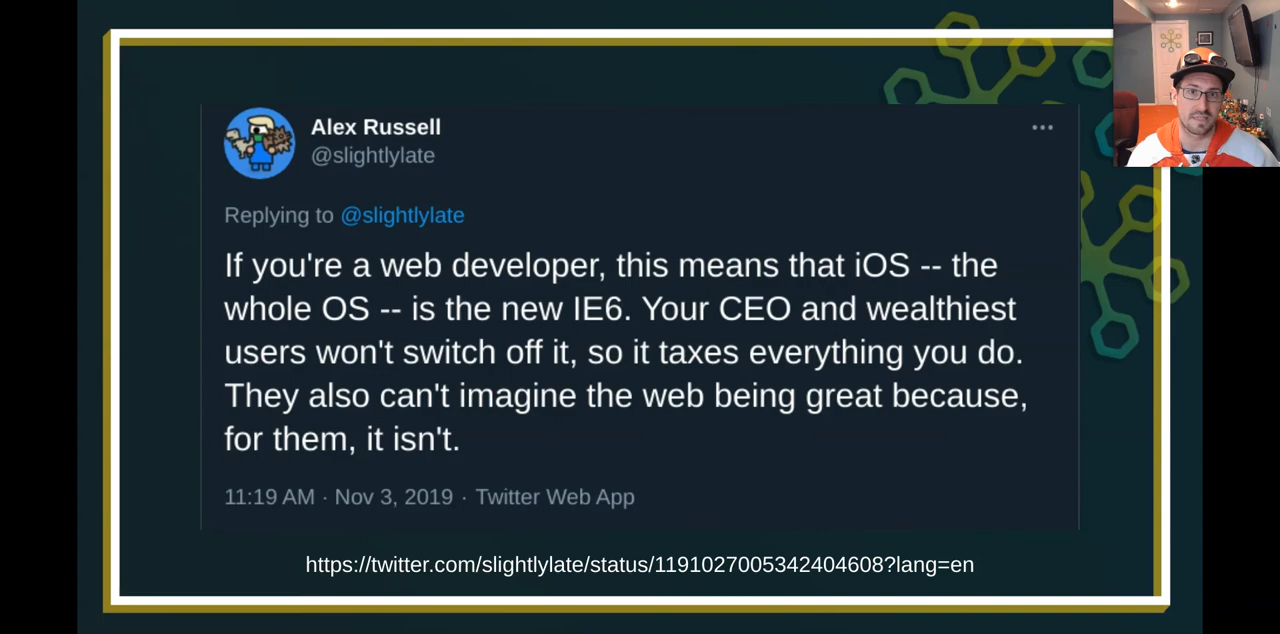 Alex Russell
@slightlylate
Replying to @slightlylate
If you're a web developer, this means that iOS -- the
whole OS -- is the new IE6. Your CEO and wealthiest
users won't switch off it, so it taxes everything you do.
They also can't imagine the web being great because,
for them, it isn't.
11:19 AM · Nov 3, 2019 · Twitter Web App
https://twitter.com/slightlylate/status/1191027005342404608?lang=en